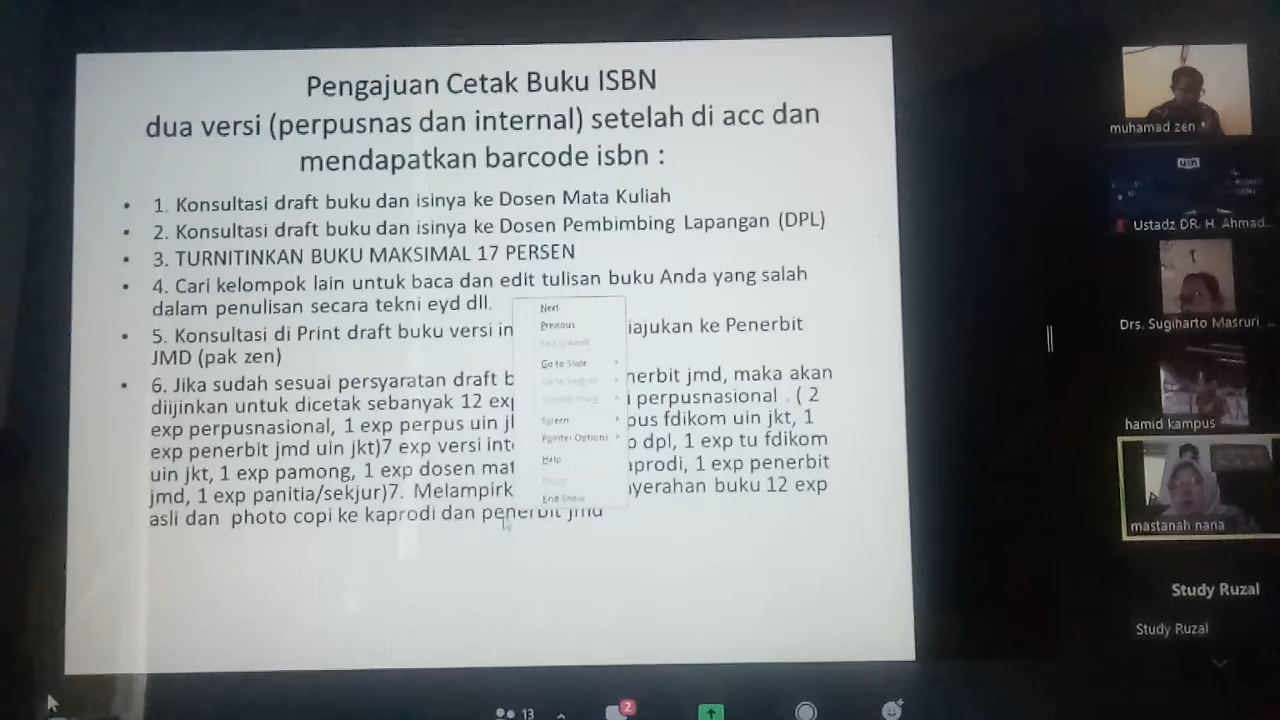 Pengajuan Cetak Buku ISBN
dua versi (perpusnas dan internal) setelah di acc dan
mendapatkan barcode isbn :
• 1. Konsultasi draft buku dan isinya ke Dosen Mata Kuliah
• 2. Konsultasi draft buku dan isinya ke Dosen Pembimbing Lapangan (DPL)
• 3. TURNITINKAN BUKU MAKSIMAL 17 PERSEN
• 4. Cari kelompok lain untuk baca dan edit tulisan buku Anda yang salah
dalam penulisan secara tekni eyd dll.
• 5. Konsultasi di Print draft buku versi in iajukan ke Penerbit
JMD (pak zen)
• 6. Jika sudah sesuai persyaratan draft b nerbit jmd, maka akan
diijinkan untuk dicetak sebanyak 12 exp i perpusnasional . ( 2
exp perpusnasional, 1 exp perpus uin j pus fdikom uin jkt, 1
exp penerbit jmd uin jkt)7 exp versi int dpl, 1 exp tu fdikom
uin jkt, 1 exp pamong, 1 exp dosen mat aprodi, 1 exp penerbit
jmd, 1 exp panitia/sekjur)7. Melampirk yerahan buku 12 exp
asli dan photo copi ke kaprodi dan penerbit jmd
Next
Previous
Last Viewed
Go to Slide
Go to Section
Custom Show
Screen
Pointer Options
Help
Pause
End Show
muhamad zen
Ustadz DR. H. Ahmad...
Drs. Sugiharto Masruri, ...
hamid kampus
mastanah nana
Study Ruzal
Study Ruzal
13
2